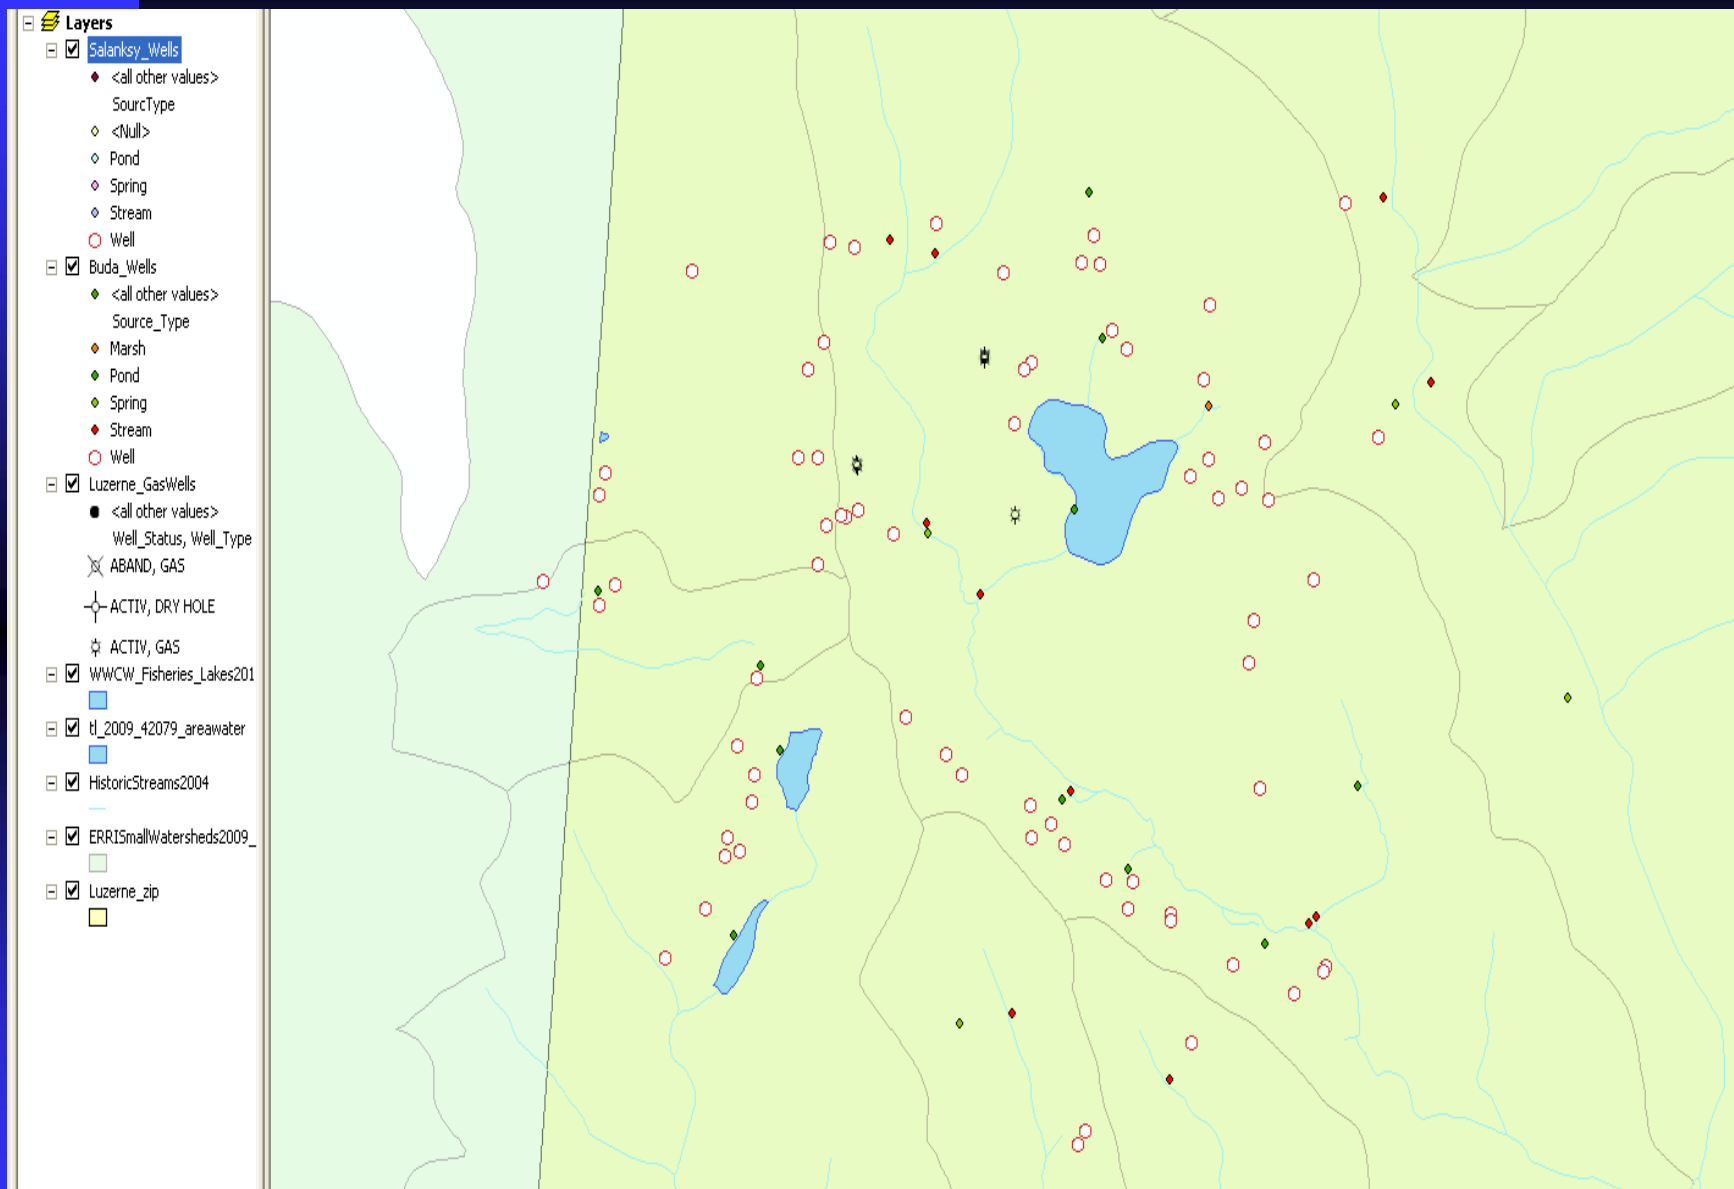 Layers
Salanksy_Wells
<all other values>
SourcType
<Null>
Pond
Spring
Stream
Well
Buda_Wells
<all other values>
Source_Type
Marsh
Pond
Spring
Stream
Well
Luzerne_GasWells
<all other values>
Well_Status, Well_Type
ABAND, GAS
ACTIV, DRY HOLE
ACTIV, GAS
WWCW_Fisheries_Lakes201
tl_2009_42079_areawater
HistoricStreams2004
ERRISmallWatersheds2009_
Luzerne_zip